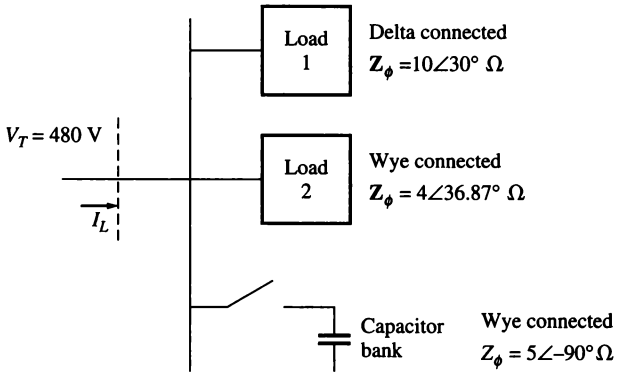 Load
1
Delta connected
Z_ϕ =10∠30° Ω
V_T = 480 V
I_L
Load
2
Wye connected
Z_ϕ = 4∠36.87° Ω
Capacitor
bank
Wye connected
Z_ϕ = 5∠–90° Ω